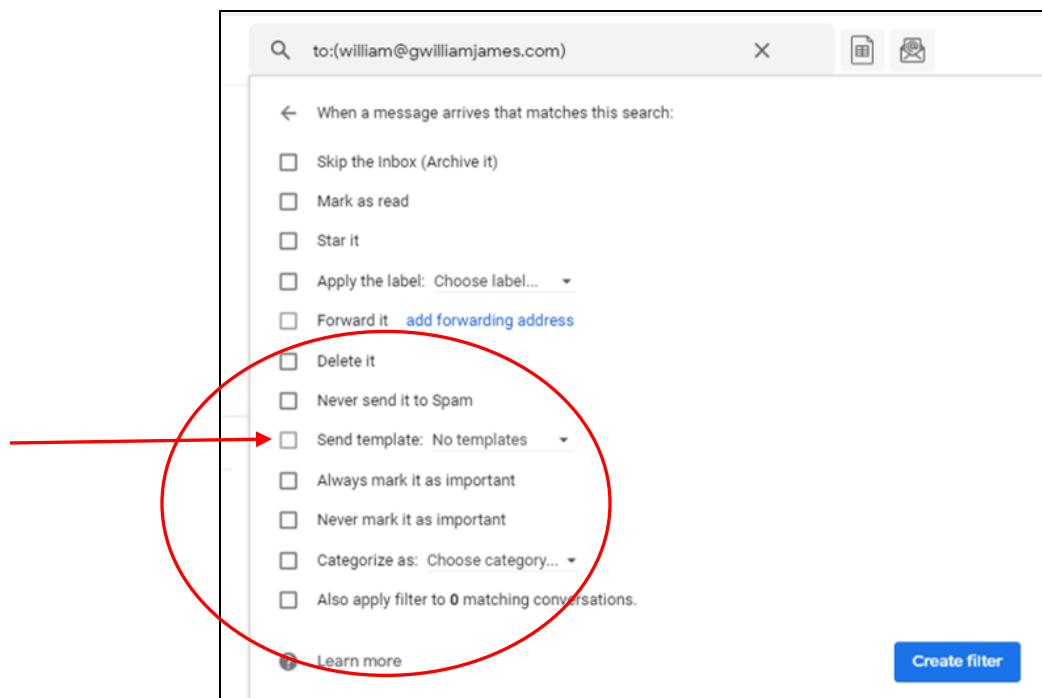 to:(william@gwilliamjames.com)
When a message arrives that matches this search:
Skip the Inbox (Archive it)
Mark as read
Star it
Apply the label: Choose label...
Forward it add forwarding address
Delete it
Never send it to Spam
Send template: No templates
Always mark it as important
Never mark it as important
Categorize as: Choose category...
Also apply filter to 0 matching conversations.
Learn more
Create filter